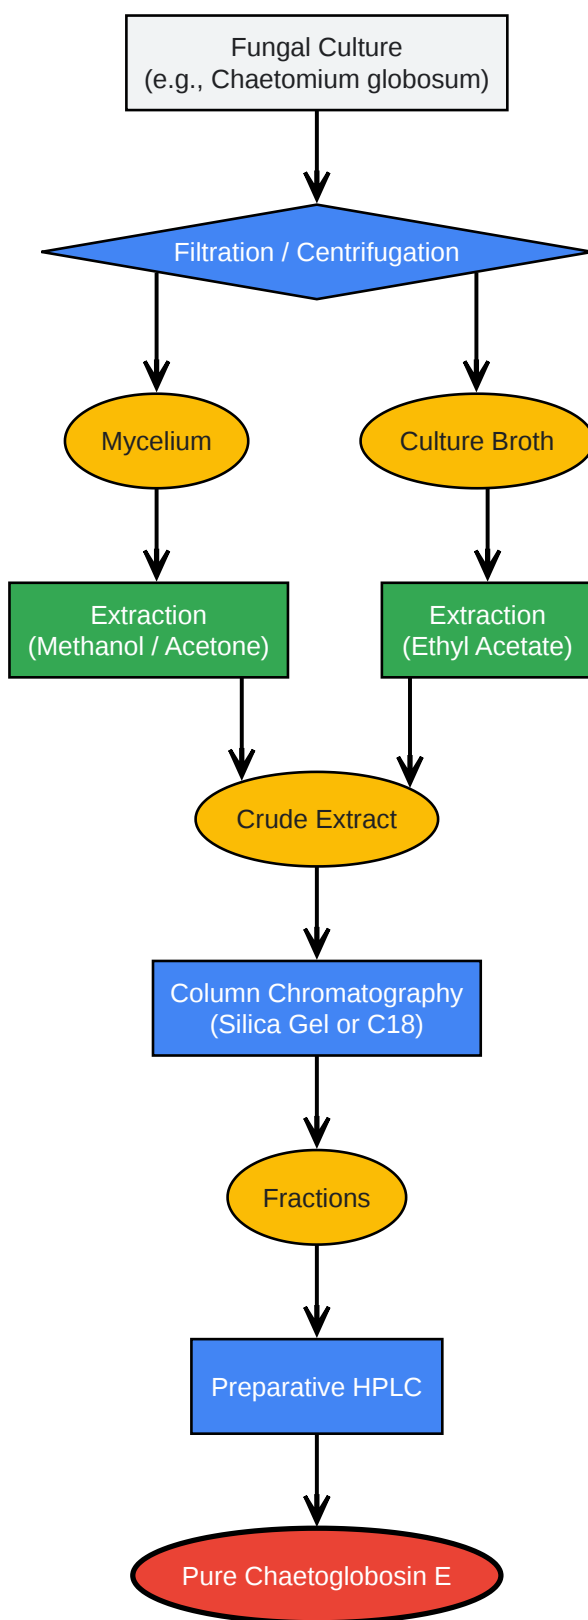 Fungal Culture
(e.g., Chaetomium globosum)
Filtration / Centrifugation
Mycelium
Culture Broth
Extraction
(Methanol / Acetone)
Extraction
(Ethyl Acetate)
Crude Extract
Column Chromatography
(Silica Gel or C18)
Fractions
Preparative HPLC
Pure Chaetoglobosin E